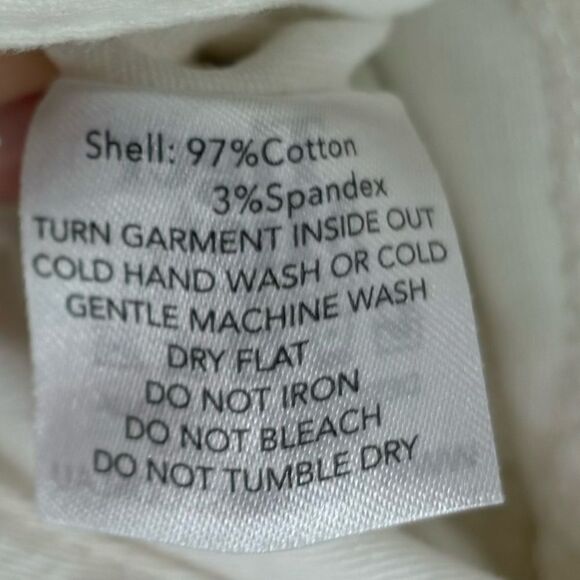 Shell: 97%Cotton
3%Spandex
TURN GARMENT INSIDE OUT
COLD HAND WASH OR COLD
GENTLE MACHINE WASH
DRY FLAT
DO NOT IRON
DO NOT BLEACH
DO NOT TUMBLE DRY